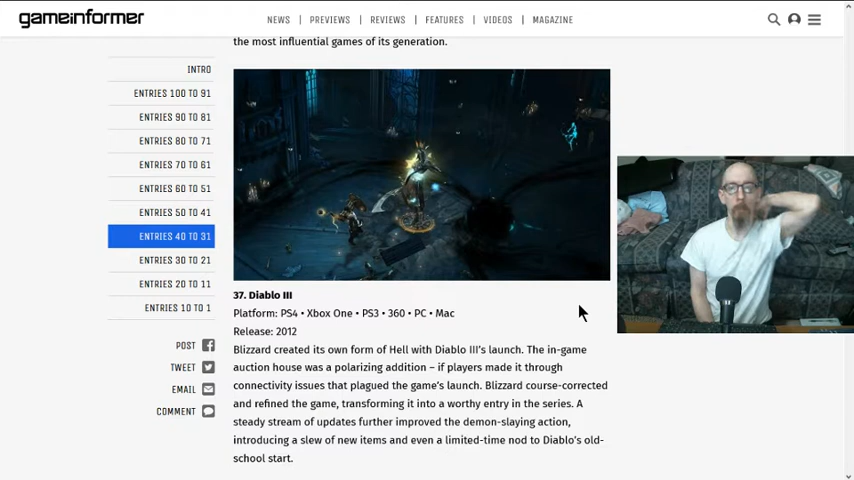 gameinformer
NEWS | PREVIEWS | REVIEWS | FEATURES | VIDEOS | MAGAZINE
the most influential games of its generation.
INTRO
ENTRIES 100 TO 91
ENTRIES 90 TO 81
ENTRIES 80 TO 71
ENTRIES 70 TO 61
ENTRIES 60 TO 51
ENTRIES 50 TO 41
ENTRIES 40 TO 31
ENTRIES 30 TO 21
ENTRIES 20 TO 11
ENTRIES 10 TO 1
POST
TWEET
EMAIL
COMMENT
37. Diablo III
Platform: PS4 • Xbox One • PS3 • 360 • PC • Mac
Release: 2012
Blizzard created its own form of Hell with Diablo III's launch. The in-game
auction house was a polarizing addition – if players made it through
connectivity issues that plagued the game's launch. Blizzard course-corrected
and refined the game, transforming it into a worthy entry in the series. A
steady stream of updates further improved the demon-slaying action,
introducing a slew of new items and even a limited-time nod to Diablo's old-
school start.